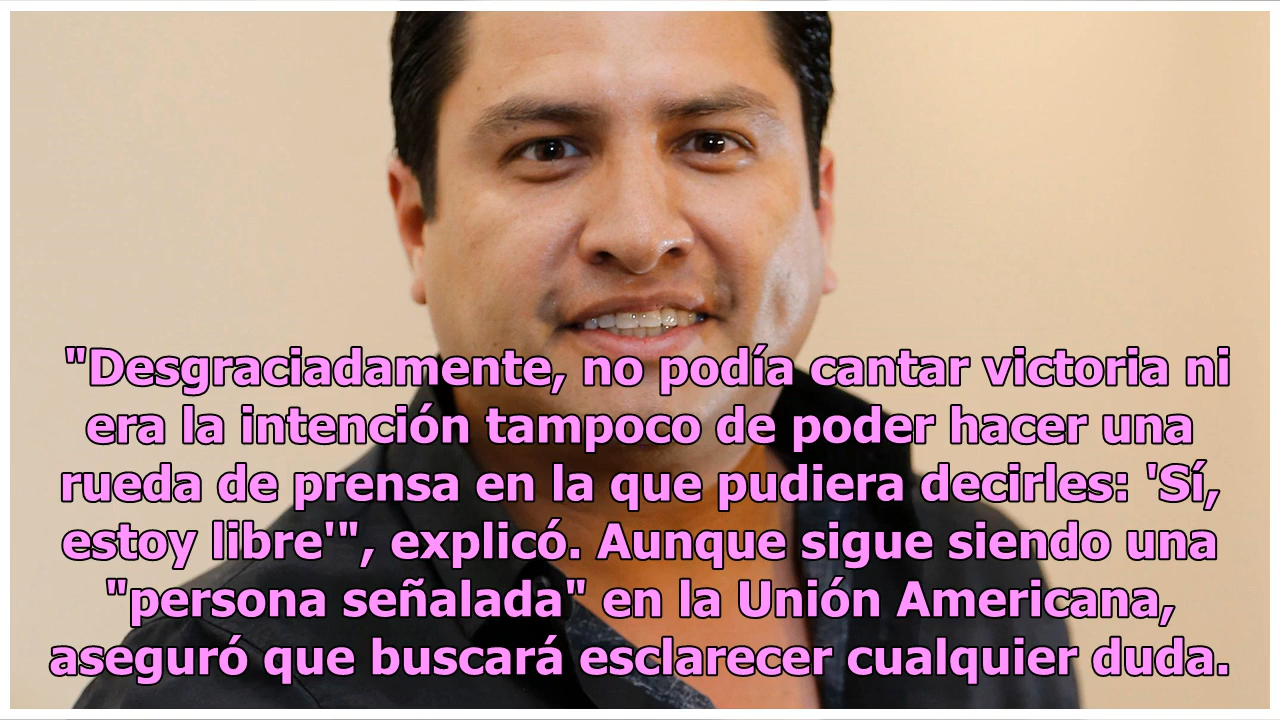 "Desgraciadamente, no podía cantar victoria ni
era la intención tampoco de poder hacer una
rueda de prensa en la que pudiera decirles: 'Sí,
estoy libre'", explicó. Aunque sigue siendo una
"persona señalada" en la Unión Americana,
aseguró que buscará esclarecer cualquier duda.